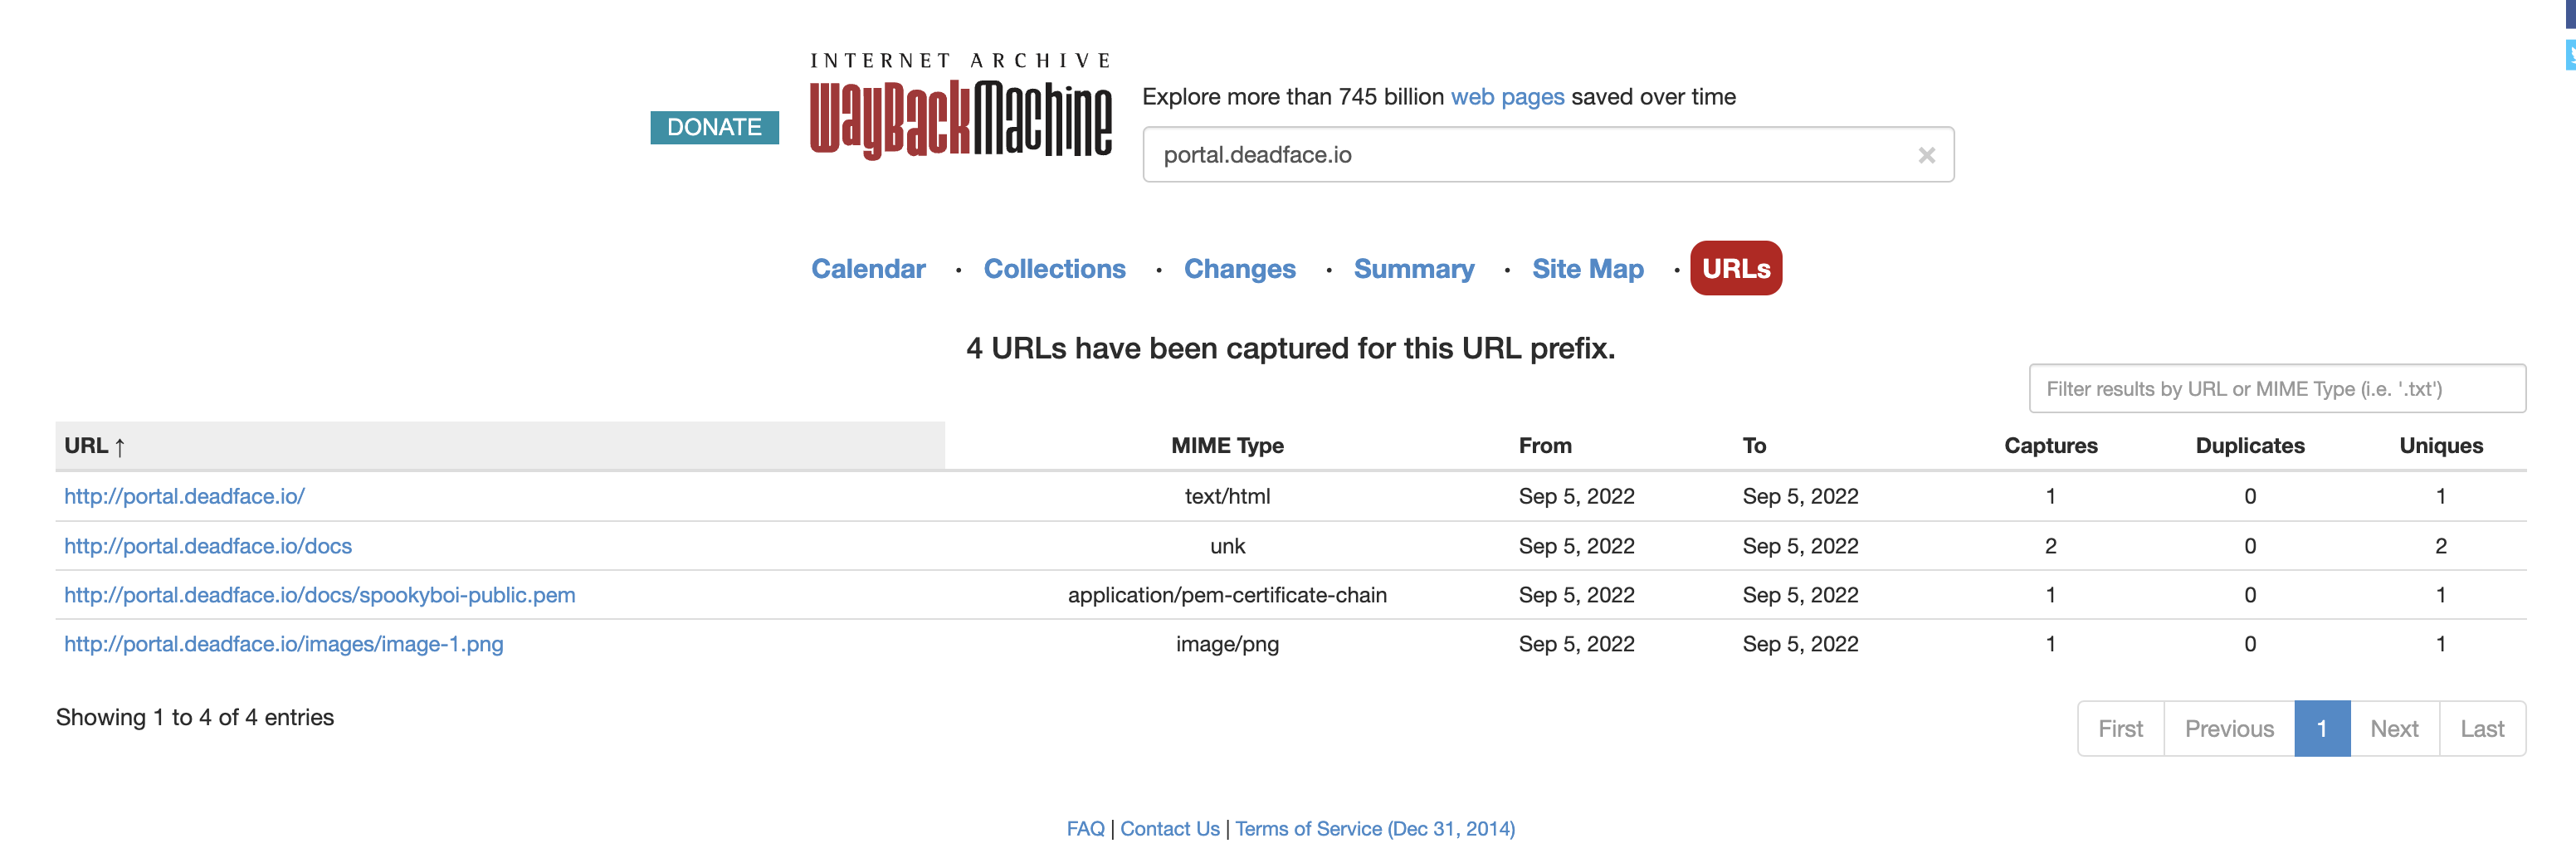 INTERNET ARCHIVE
DONATE
WayBackMachine
Explore more than 745 billion web pages saved over time
portal.deadface.io
Calendar · Collections · Changes · Summary · Site Map · URLs
4 URLs have been captured for this URL prefix.
Filter results by URL or MIME Type (i.e. '.txt')
URL ↑ MIME Type From To Captures Duplicates Uniques
http://portal.deadface.io/ text/html Sep 5, 2022 Sep 5, 2022 1 0 1
http://portal.deadface.io/docs unk Sep 5, 2022 Sep 5, 2022 2 0 2
http://portal.deadface.io/docs/spookyboi-public.pem application/pem-certificate-chain Sep 5, 2022 Sep 5, 2022 1 0 1
http://portal.deadface.io/images/image-1.png image/png Sep 5, 2022 Sep 5, 2022 1 0 1
Showing 1 to 4 of 4 entries
First Previous 1 Next Last
FAQ | Contact Us | Terms of Service (Dec 31, 2014)